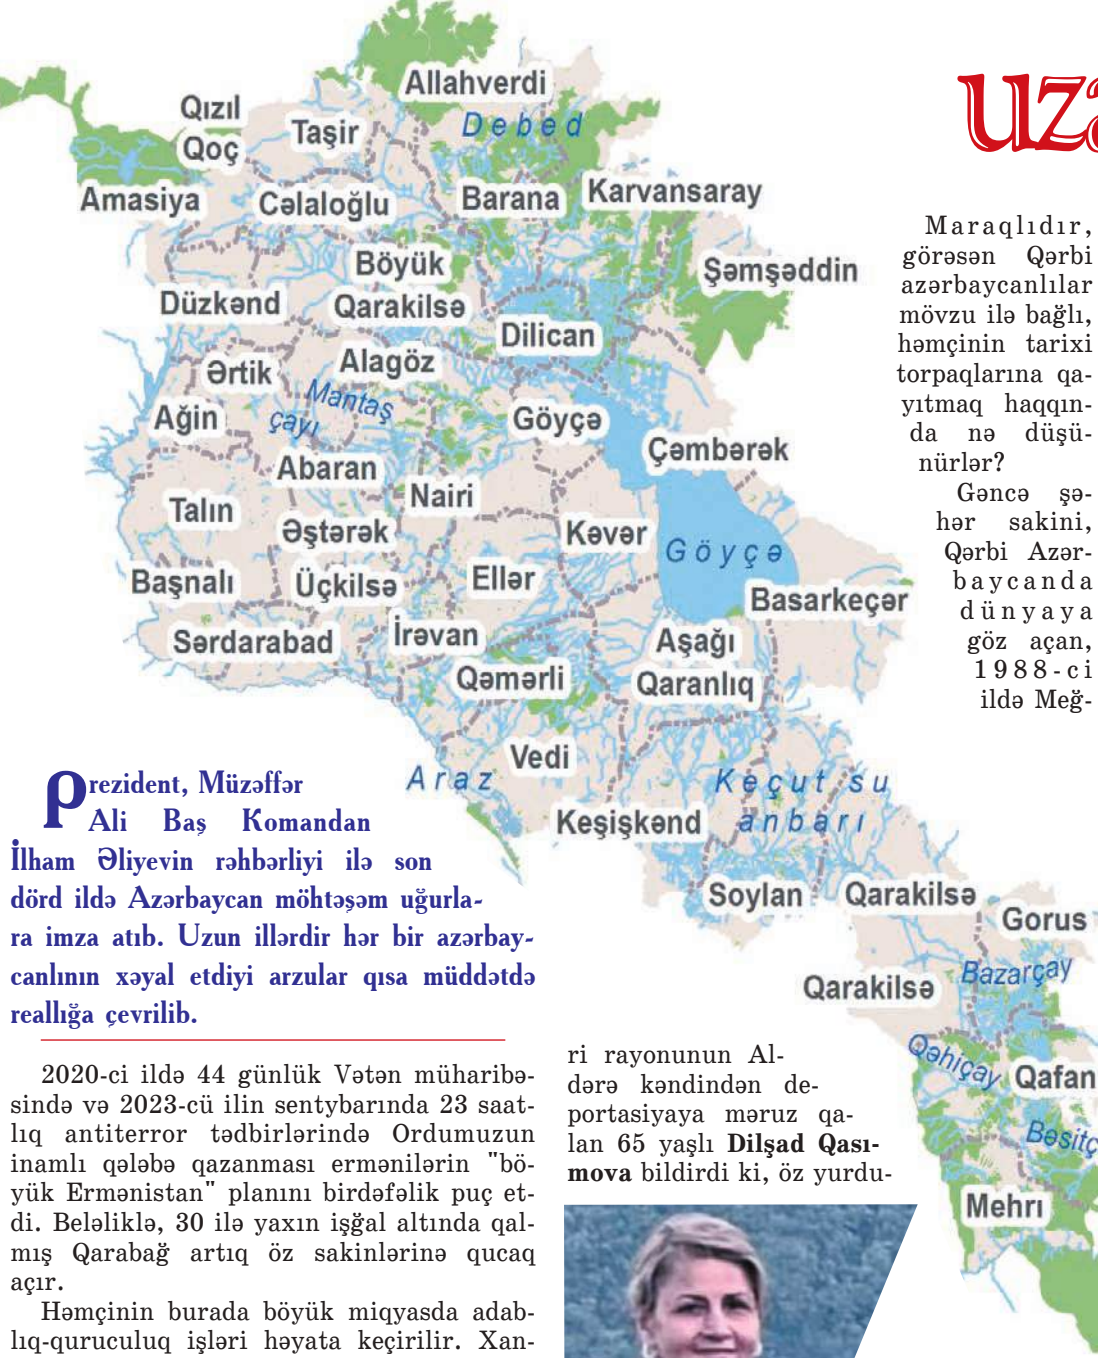 Allahverdi
Qızıl
Qoç
Taşir
Debed
Amasiya
Cəlaloğlu
Barana
Karvansaray
Böyük
Qarakilsə
Şəmşəddin
Düzkənd
Dilican
Ərtik
Alagöz
Mantaş
çayı
Ağin
Göyçə
Çəmbərək
Abaran
Nairi
Talın
Əştərək
Kəvər
Göyçə
Başnalı
Üçkilsə
Ellər
Basarkeçər
Sərdarabad
İrəvan
Aşağı
Qaranlıq
Qəmərli
Vedi
Araz
Keçut su
anbarı
Keşişkənd
Soylan
Qarakilsə
Gorus
Qarakilsə
Bazarçay
Qəhiçay
Qafan
Mehrı
Prezident, Müzəffər
Ali Baş Komandan
İlham Əliyevin rəhbərliyi ilə son
dörd ildə Azərbaycan möhtəşəm uğurla-
ra imza atıb. Uzun illərdir hər bir azərbay-
canlının xəyal etdiyi arzular qısa müddətdə
reallığa çevrilib.
2020-ci ildə 44 günlük Vətən müharibə-
sində və 2023-cü ilin sentybarında 23 saat-
lıq antiterror tədbirlərində Ordumuzun
inamlı qələbə qazanması ermənilərin "bö-
yük Ermənistan" planını birdəfəlik puç et-
di. Beləliklə, 30 ilə yaxın işğal altında qal-
mış Qarabağ artıq öz sakinlərinə qucaq
açır.
Həmçinin burada böyük miqyasda adab-
lıq-quruculuq işləri həyata keçirilir. Xan-
Maraqlıdır,
görəsən Qərbi
azərbaycanlılar
mövzu ilə bağlı,
həmçinin tarixi
torpaqlarına qa-
yıtmaq haqqın-
da nə düşü-
nürlər?
Gəncə şə-
hər sakini,
Qərbi Azər-
baycanda
dünyaya
göz açan,
1988-ci
ildə Meğ-
ri rayonunun Al-
dərə kəndindən de-
portasiyaya məruz qa-
lan 65 yaşlı Dilşad Qası-
mova bildirdi ki, öz yurdu-